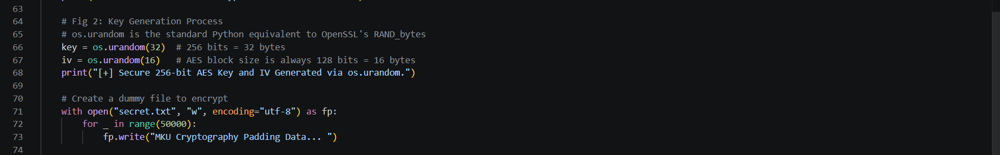 63
64 # Fig 2: Key Generation Process
65 # os.urandom is the standard Python equivalent to OpenSSL's RAND_bytes
66 key = os.urandom(32)  # 256 bits = 32 bytes
67 iv = os.urandom(16)   # AES block size is always 128 bits = 16 bytes
68 print("[+] Secure 256-bit AES Key and IV Generated via os.urandom.")
69
70 # Create a dummy file to encrypt
71 with open("secret.txt", "w", encoding="utf-8") as fp:
72     for _ in range(50000):
73         fp.write("MKU Cryptography Padding Data... ")
74